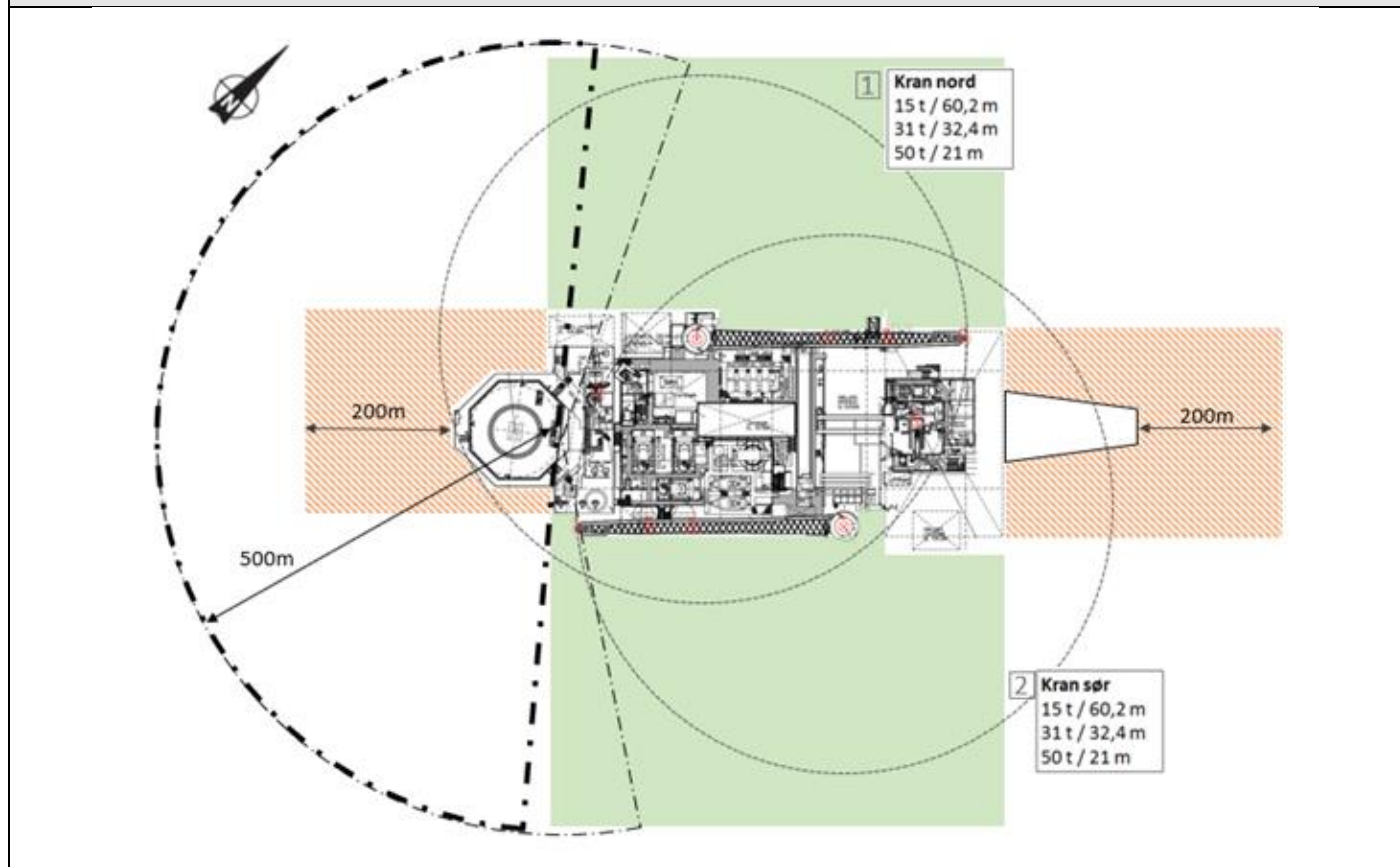 1
Kran nord
15 t / 60,2 m
31 t / 32,4 m
50 t / 21 m
N
200m
200m
500m
2
Kran sør
15 t / 60,2 m
31 t / 32,4 m
50 t / 21 m